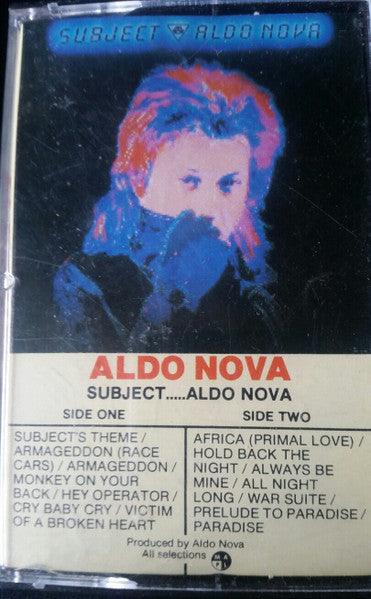 SUBJECT ALDO NOVA
ALDO NOVA
SUBJECT.....ALDO NOVA
SIDE ONE
SUBJECT'S THEME /
ARMAGEDDON (RACE
CARS) / ARMAGEDDON /
MONKEY ON YOUR
BACK / HEY OPERATOR /
CRY BABY CRY / VICTIM
OF A BROKEN HEART
SIDE TWO
AFRICA (PRIMAL LOVE) /
HOLD BACK THE
NIGHT / ALWAYS BE
MINE / ALL NIGHT
LONG / WAR SUITE /
PRELUDE TO PARADISE /
PARADISE
Produced by Aldo Nova
All selections